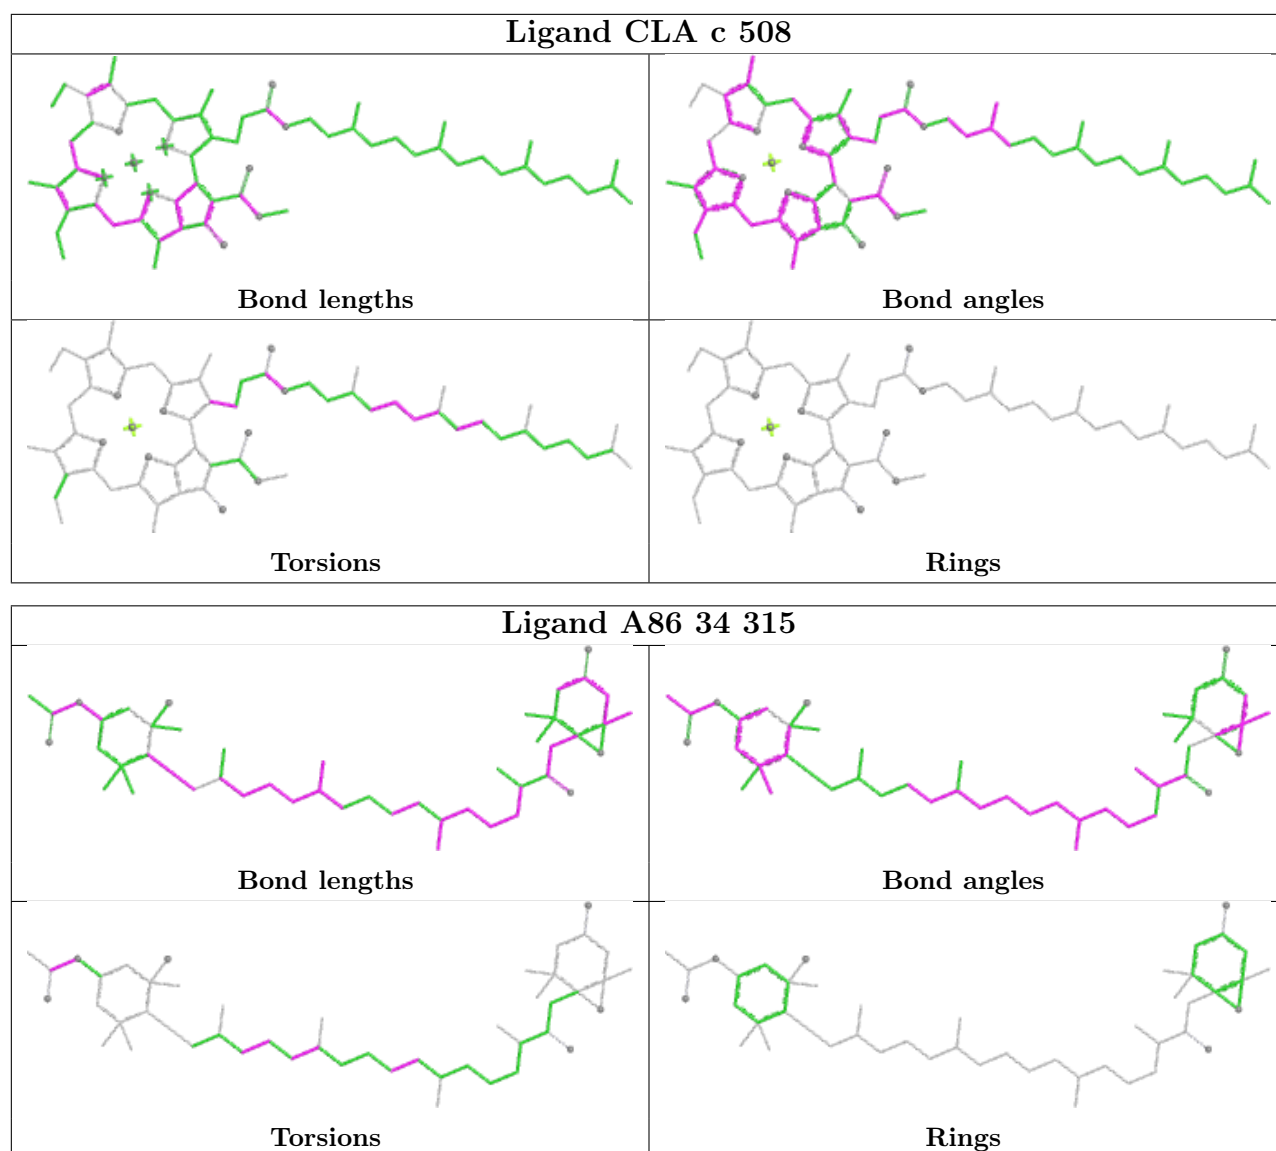 Ligand CLA c 508
Bond lengths
Bond angles
Torsions
Rings
Ligand A86 34 315
Bond lengths
Bond angles
Torsions
Rings